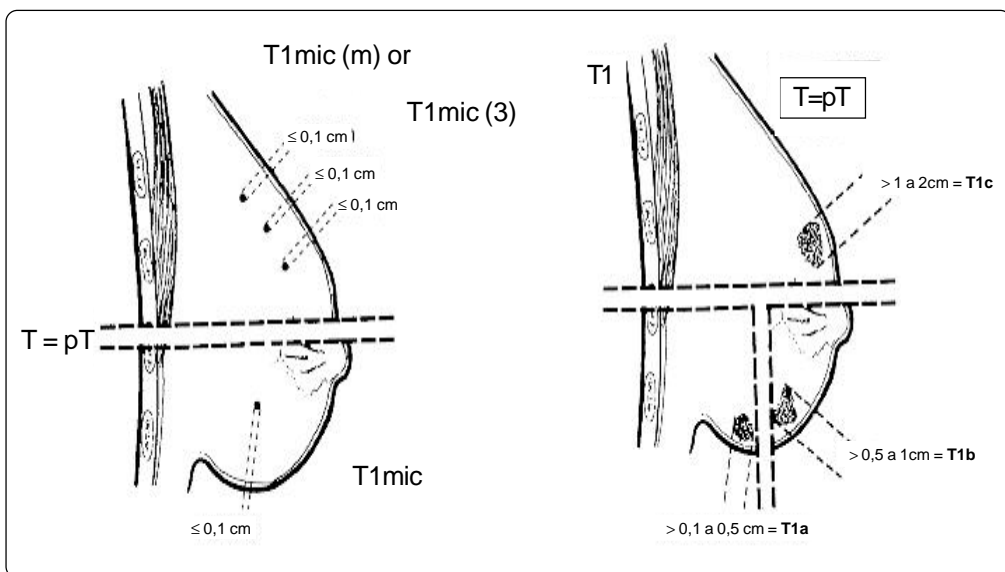 T1mic (m) or
T1mic (3)
≤ 0,1 cm
≤ 0,1 cm
≤ 0,1 cm
T = pT
T1mic
≤ 0,1 cm
T1
T=pT
> 1 a 2cm = T1c
> 0,5 a 1cm = T1b
> 0,1 a 0,5 cm = T1a